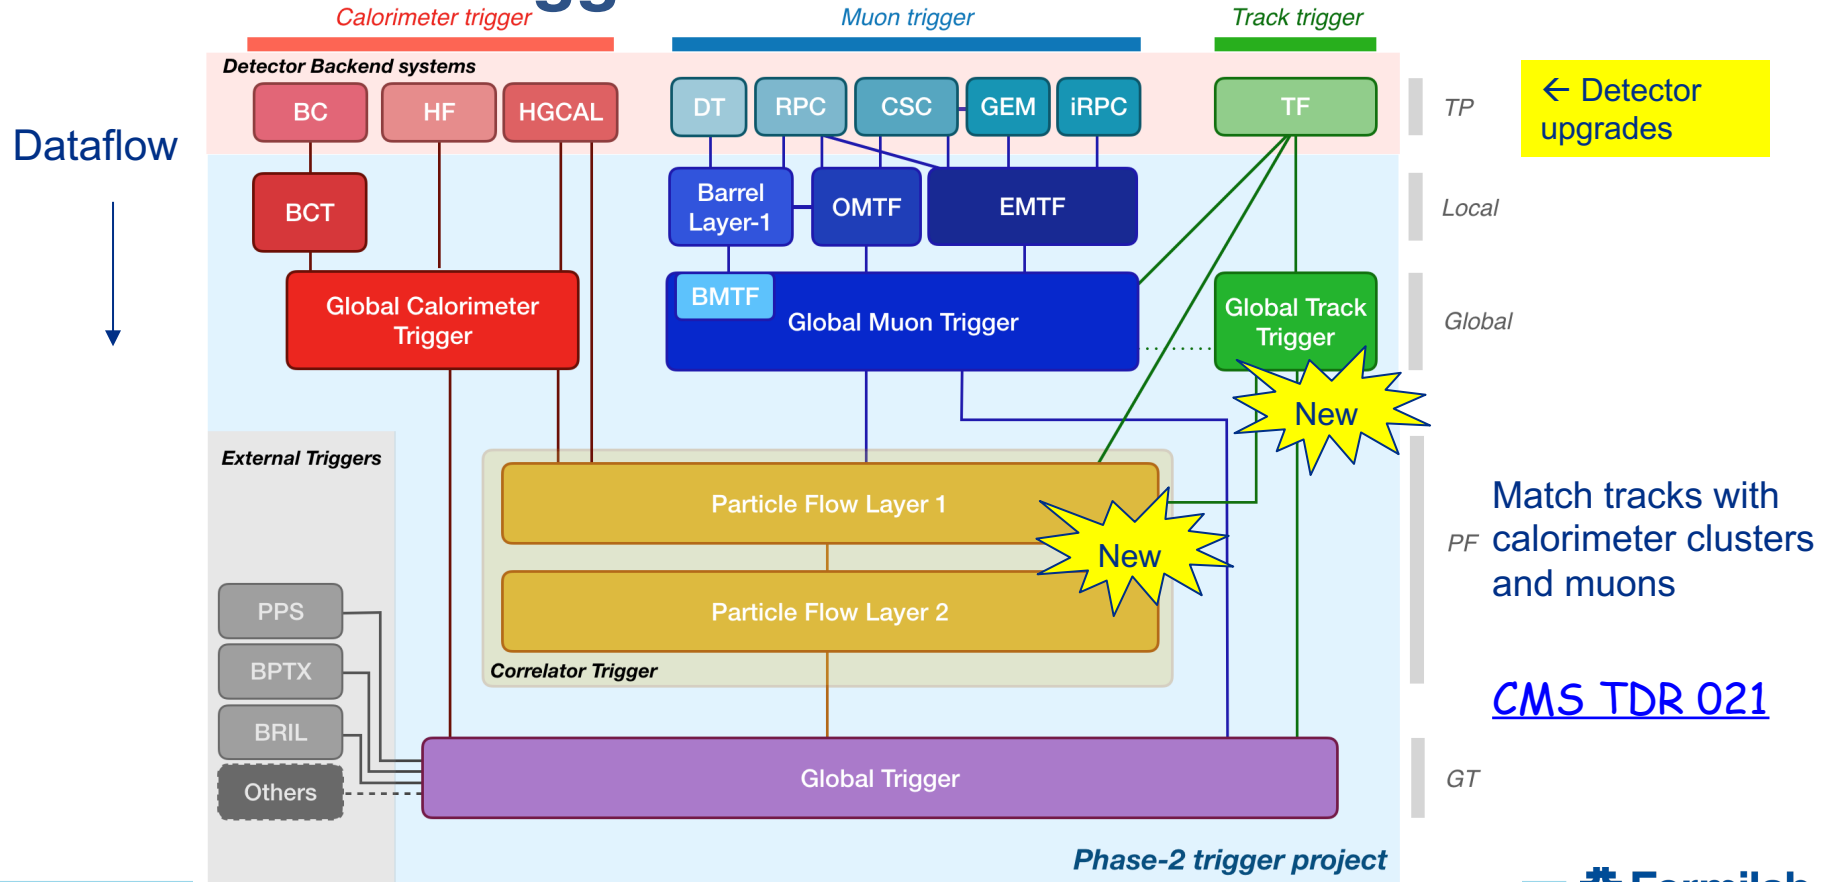 Calorimeter trigger
Muon trigger
Track trigger
Detector Backend systems
BC
HF
HGCAL
DT
RPC
CSC
GEM
iRPC
TF
TP
← Detector
upgrades
Dataflow
BCT
Barrel
Layer-1
OMTF
EMTF
Local
Global Calorimeter
Trigger
BMTF
Global Muon Trigger
Global Track
Trigger
Global
New
External Triggers
Particle Flow Layer 1
New
Particle Flow Layer 2
Correlator Trigger
PF
Match tracks with
calorimeter clusters
and muons
PPS
BPTX
BRIL
Others
CMS TDR 021
Global Trigger
GT
Phase-2 trigger project